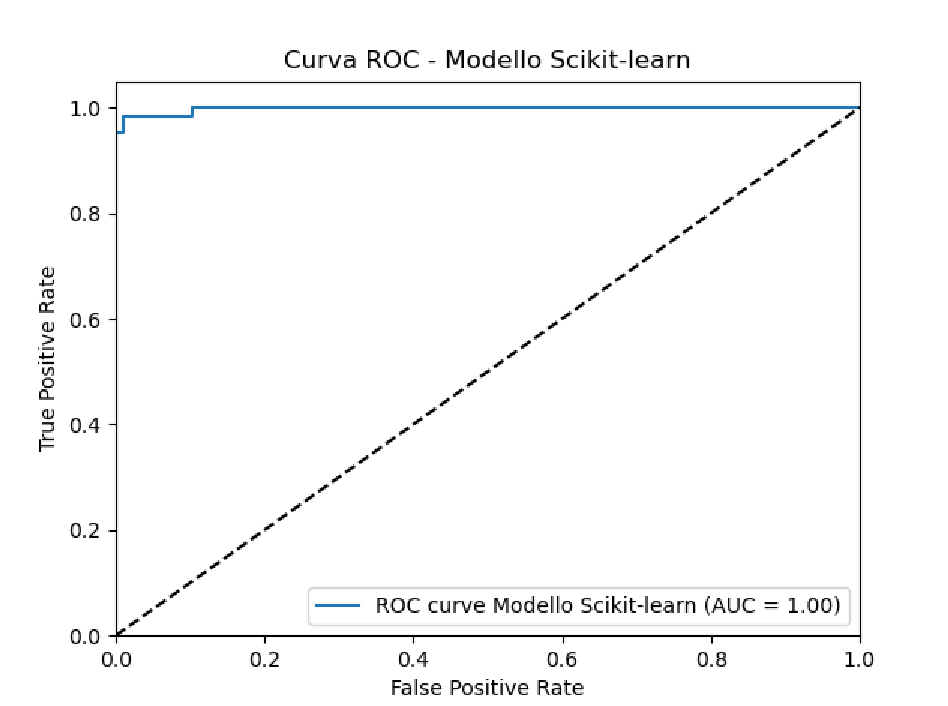 Curva ROC - Modello Scikit-learn
1.0
0.8
0.6
0.4
0.2
0.0
True Positive Rate
ROC curve Modello Scikit-learn (AUC = 1.00)
0.0 0.2 0.4 0.6 0.8 1.0
False Positive Rate